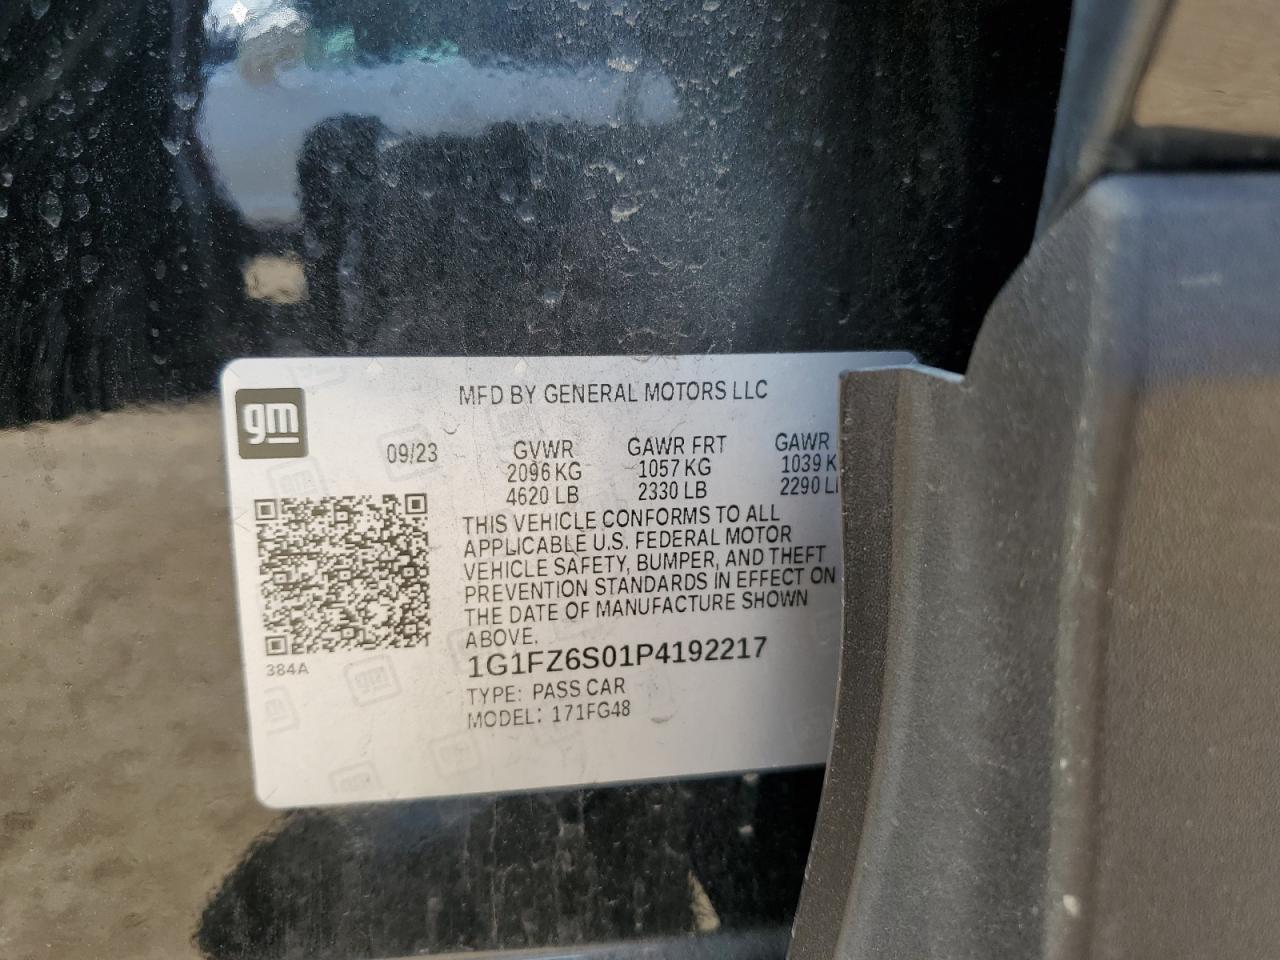 gm
MFD BY GENERAL MOTORS LLC
09/23 GVWR GAWR FRT GAWR
2096 KG 1057 KG 1039 K
4620 LB 2330 LB 2290 L
THIS VEHICLE CONFORMS TO ALL
APPLICABLE U.S. FEDERAL MOTOR
VEHICLE SAFETY, BUMPER, AND THEFT
PREVENTION STANDARDS IN EFFECT ON
THE DATE OF MANUFACTURE SHOWN
ABOVE.
384A
1G1FZ6S01P4192217
TYPE: PASS CAR
MODEL: 171FG48